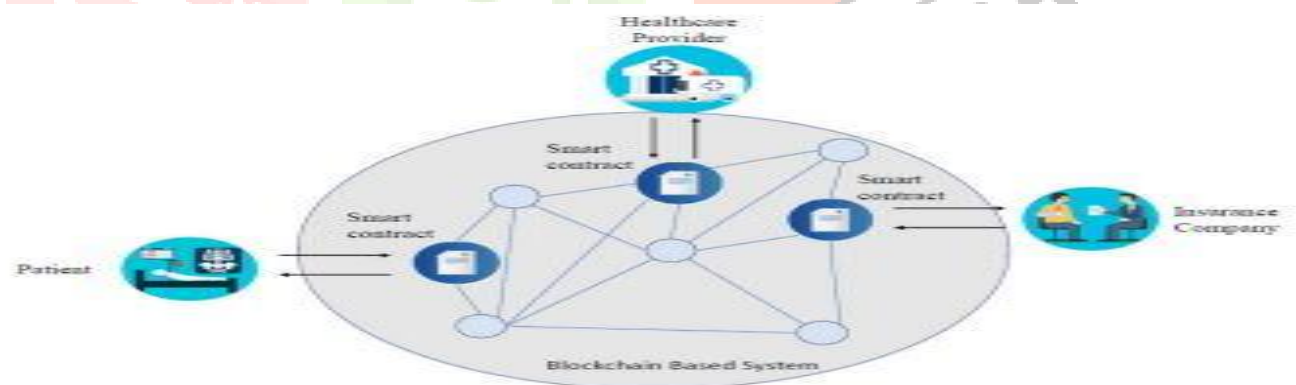 Healthcare
Provider
Smart
contract
Smart
contract
Smart
contract
Insurance
Company
Patient
Blockchain Based System